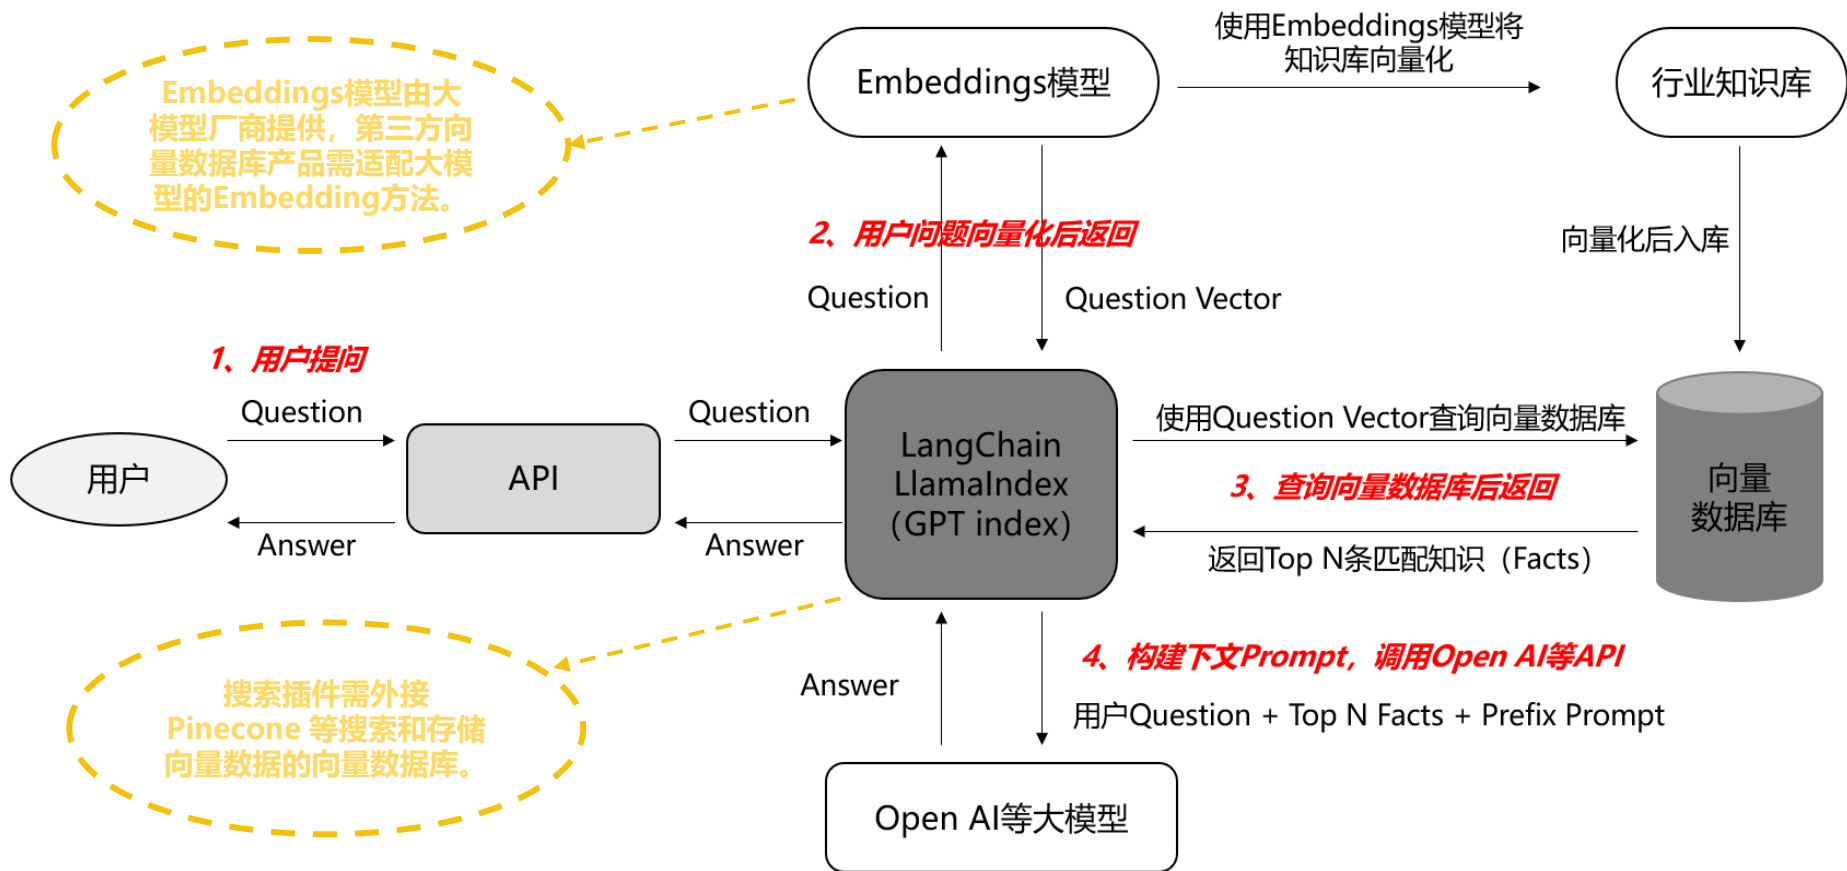 使用Embeddings模型将
知识库向量化
Embeddings模型
行业知识库
Embeddings模型由大
模型厂商提供，第三方向
量数据库产品需适配大模
型的Embedding方法。
2、用户问题向量化后返回
向量化后入库
Question
Question Vector
1、用户提问
Question
Question
使用Question Vector查询向量数据库
用户
API
LangChain
LlamaIndex
（GPT index）
3、查询向量数据库后返回
向量
数据库
Answer
Answer
返回Top N条匹配知识（Facts）
4、构建下文Prompt，调用Open AI等API
Answer
用户Question + Top N Facts + Prefix Prompt
搜索插件需外接
Pinecone 等搜索和存储
向量数据的向量数据库。
Open AI等大模型